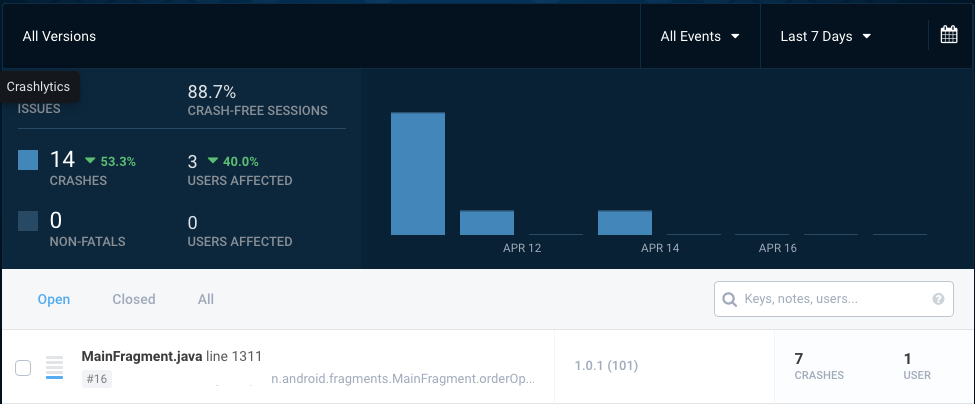 All Versions
All Events
Last 7 Days
Crashlytics
ISSUES
88.7%
CRASH-FREE SESSIONS
14 53.3%
CRASHES
3 40.0%
USERS AFFECTED
0
NON-FATALS
0
USERS AFFECTED
APR 12 APR 14 APR 16
Open Closed All
Keys, notes, users... ?
MainFragment.java line 1311
#16 n.android.fragments.MainFragment.orderOp...
1.0.1 (101)
7
CRASHES
1
USER